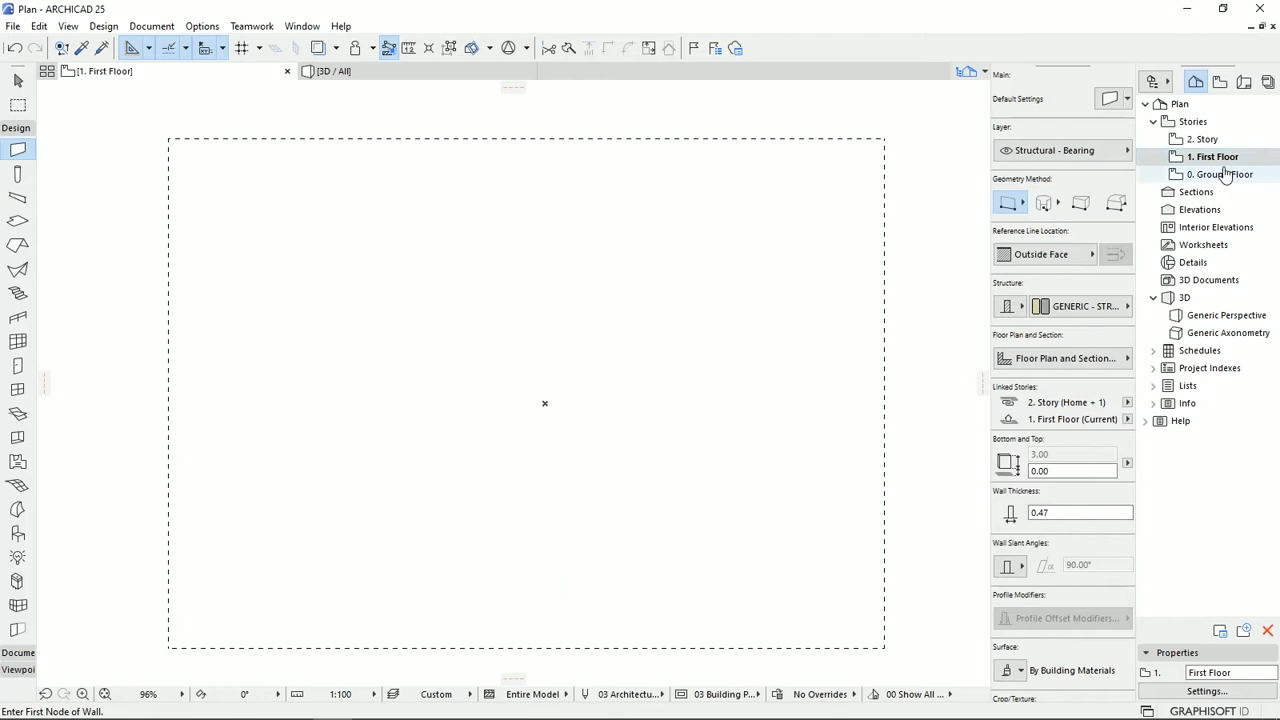 Plan - ARCHICAD 25
File Edit View Design Document Options Teamwork Window Help
[1. First Floor]
[3D / All]
Design
Docume
Viewpoi
Main:
Default Settings
Layer:
Structural - Bearing
Geometry Method:
Reference Line Location:
Outside Face
Structure:
GENERIC - STR...
Floor Plan and Section:
Floor Plan and Section...
Linked Stories:
2. Story (Home + 1)
1. First Floor (Current)
Bottom and Top:
3.00
0.00
Wall Thickness:
0.47
Wall Slant Angles:
90.00°
Profile Modifiers:
Profile Offset Modifiers...
Surface:
By Building Materials
Crop/Texture:
Plan
Stories
2. Story
1. First Floor
0. Ground Floor
Sections
Elevations
Interior Elevations
Worksheets
Details
3D Documents
3D
Generic Perspective
Generic Axonometry
Schedules
Project Indexes
Lists
Info
Help
Properties
1. First Floor
Settings...
96% 0° 1:100 Custom Entire Model 03 Architectu... 03 Building P... No Overrides 00 Show All ...
Enter First Node of Wall.
GRAPHISOFT ID